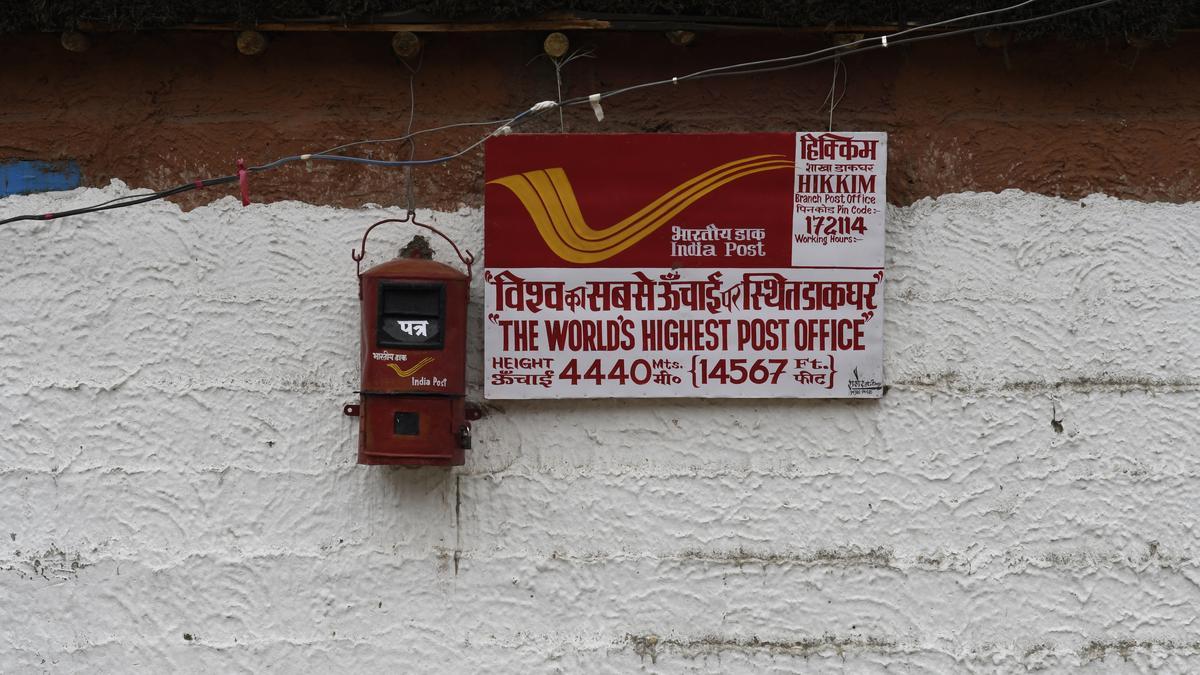 हिक्किम
शाखा डाकघर
HIKKIM
Branch Post Office
पिनकोड Pin Code:-
172114
Working Hours:-
भारतीय डाक
India Post
"विश्व का सबसे ऊँचाई पर स्थित डाकघर"
"THE WORLD'S HIGHEST POST OFFICE"
HEIGHT 4440 Mts. {14567 Ft.}
ऊँचाई मी० फीट
पत्र
भारतीय डाक
India Post